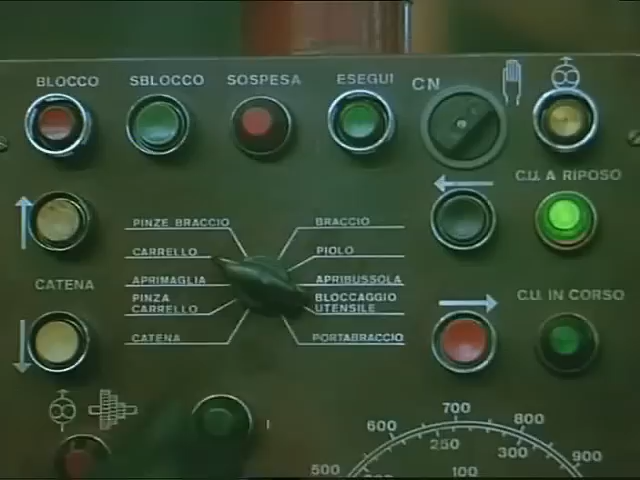 BLOCCO SBLOCCO SOSPESA ESEGUI CN
C.U. A RIPOSO
PINZE BRACCIO BRACCIO
CARRELLO PIOLO
APRIMAGLIA APRIBUSSOLA
CATENA
PINZA CARRELLO BLOCCAGGIO UTENSILE
C.U. IN CORSO
CATENA PORTABRACCIO
I
500 600 700 800 900
250 300
100